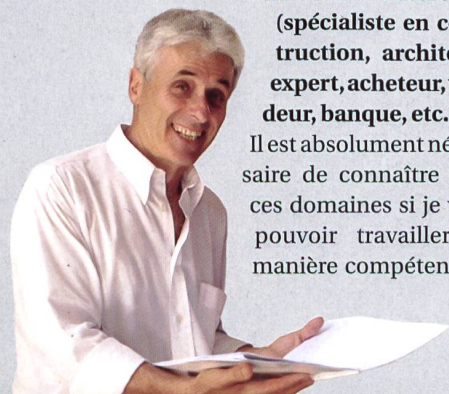 (spécialiste en c
truction, archite
expert, acheteur,
deur, banque, etc.
Il est absolument né
saire de connaître
ces domaines si je
pouvoir travailler
manière compéten